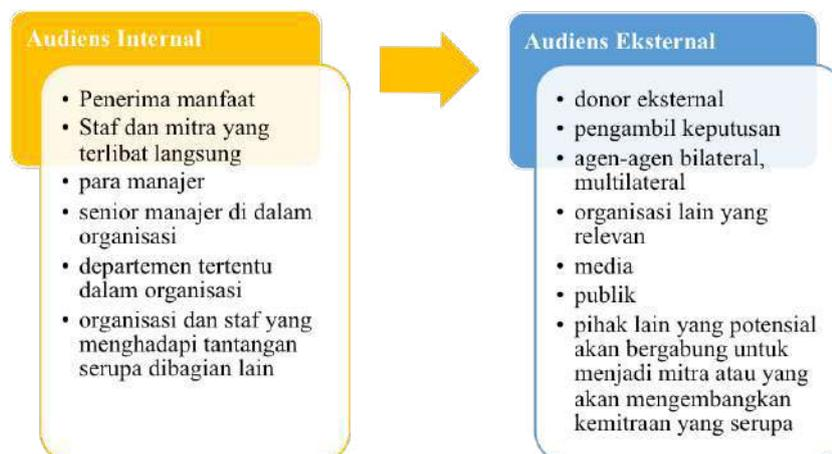 Audiens Internal
• Penerima manfaat
• Staf dan mitra yang
terlibat langsung
• para manajer
• senior manajer di dalam
organisasi
• departemen tertentu
dalam organisasi
• organisasi dan staf yang
menghadapi tantangan
serupa dibagian lain
Audiens Eksternal
• donor eksternal
• pengambil keputusan
• agen-agen bilateral,
multilateral
• organisasi lain yang
relevan
• media
• publik
• pihak lain yang potensial
akan bergabung untuk
menjadi mitra atau yang
akan mengembangkan
kemitraan yang serupa